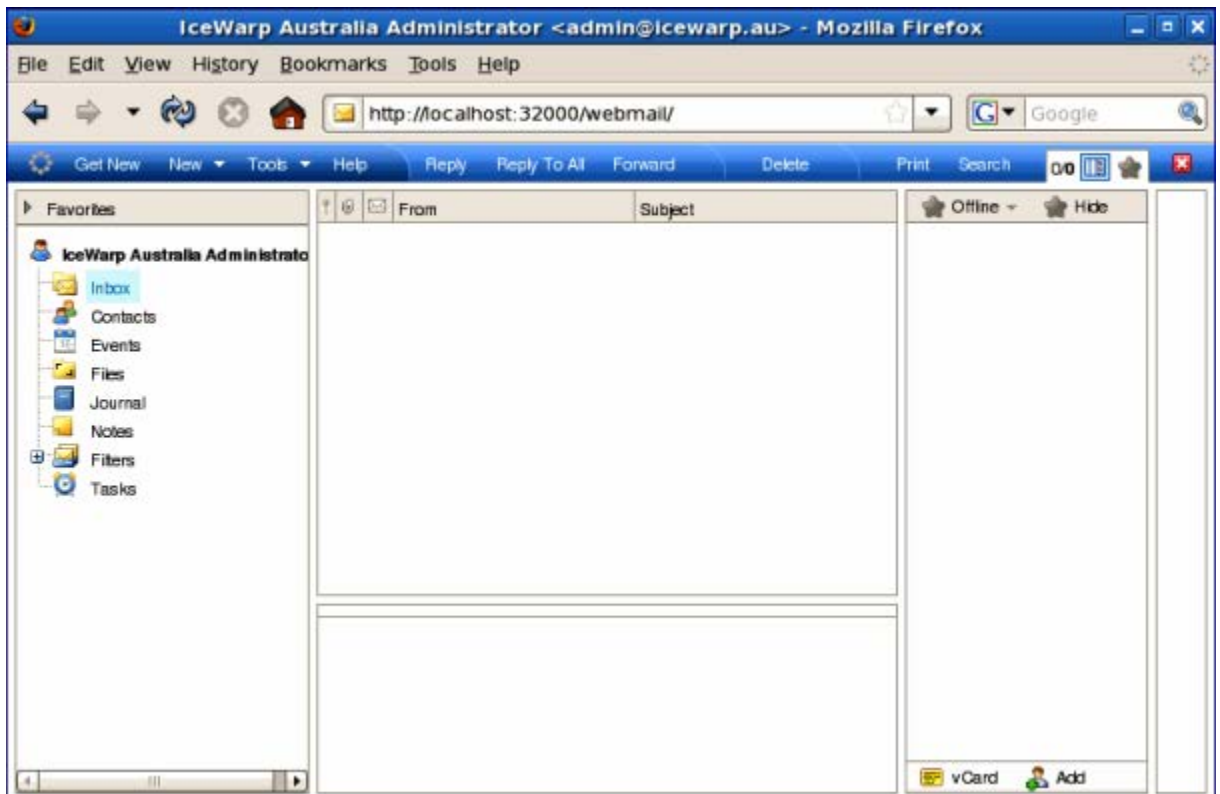 IceWarp Australia Administrator <admin@icewarp.au> - Mozilla Firefox
File Edit View History Bookmarks Tools Help
http://localhost:32000/webmail/ G Google
Get New New Tools Help Reply Reply To All Forward Delete Print Search 0/0
Favorites From Subject Offline Hide
IceWarp Australia Administrato
Inbox
Contacts
Events
Files
Journal
Notes
Filters
Tasks
vCard Add